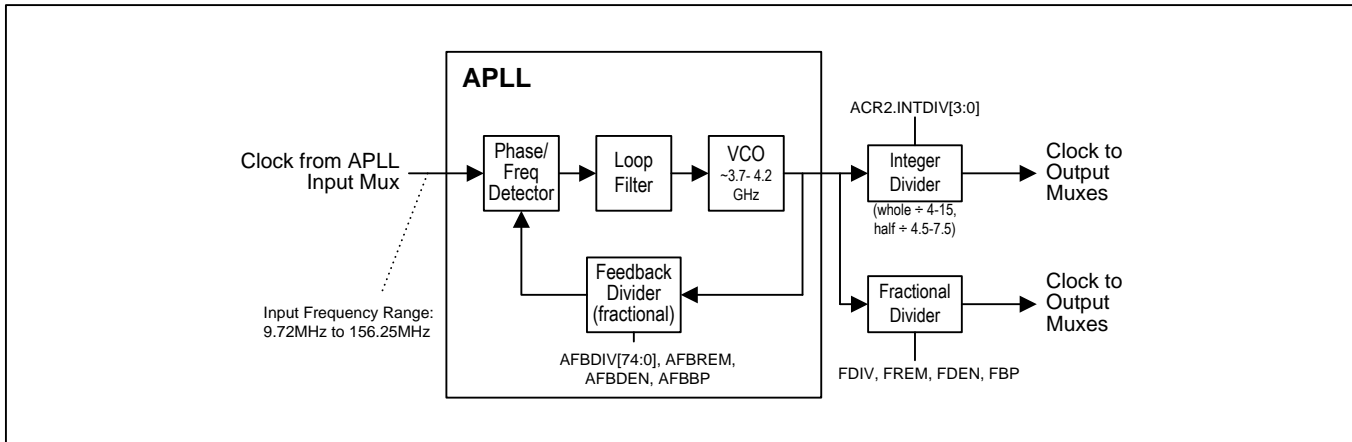 APLL
ACR2.INTDIV[3:0]
Clock from APLL
Input Mux
Phase/
Freq
Detector
Loop
Filter
VCO
~3.7- 4.2
GHz
Integer
Divider
(whole ÷ 4-15,
half ÷ 4.5-7.5)
Clock to
Output
Muxes
Feedback
Divider
(fractional)
Fractional
Divider
Clock to
Output
Muxes
Input Frequency Range:
9.72MHz to 156.25MHz
AFBDIV[74:0], AFBREM,
AFBDEN, AFBBP
FDIV, FREM, FDEN, FBP